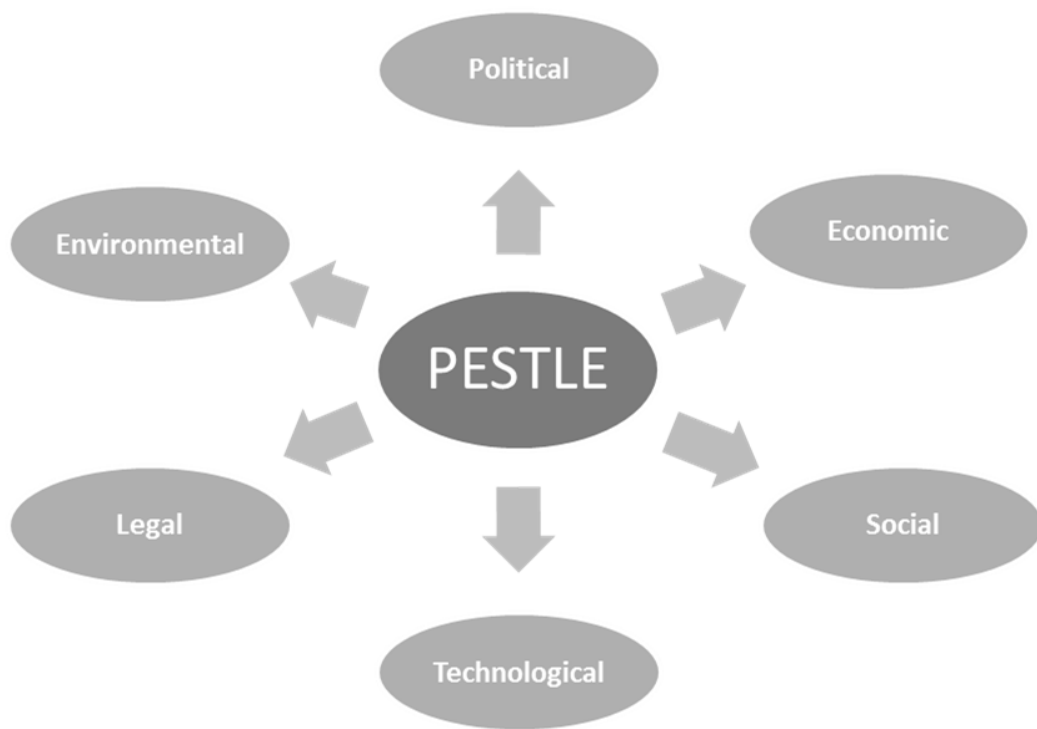 Political
Environmental
Economic
PESTLE
Legal
Social
Technological